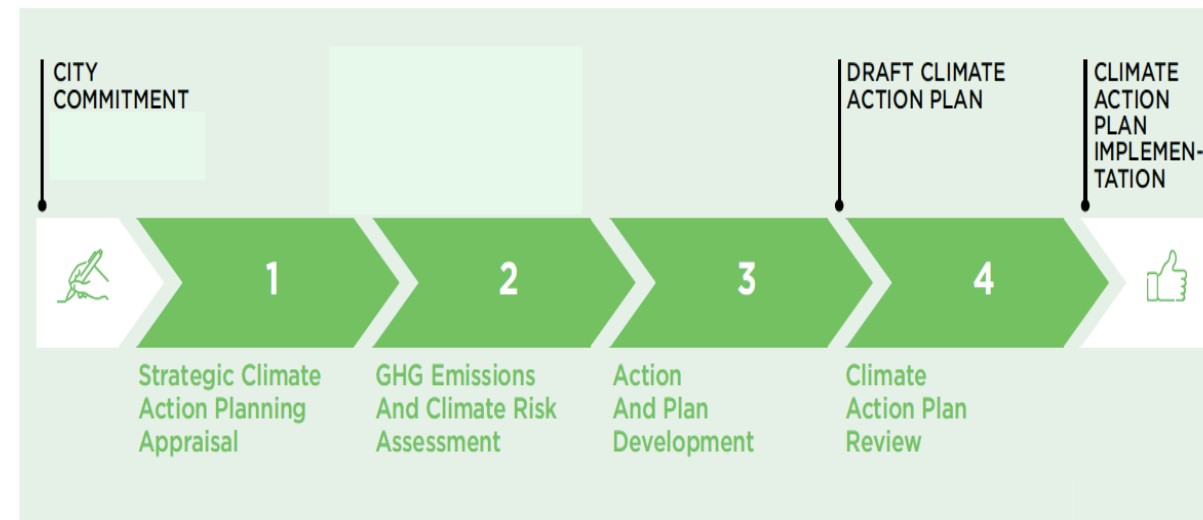 CITY
COMMITMENT
DRAFT CLIMATE
ACTION PLAN
CLIMATE
ACTION
PLAN
IMPLEMEN-
TATION
1
2
3
4
Strategic Climate
Action Planning
Appraisal
GHG Emissions
And Climate Risk
Assessment
Action
And Plan
Development
Climate
Action Plan
Review